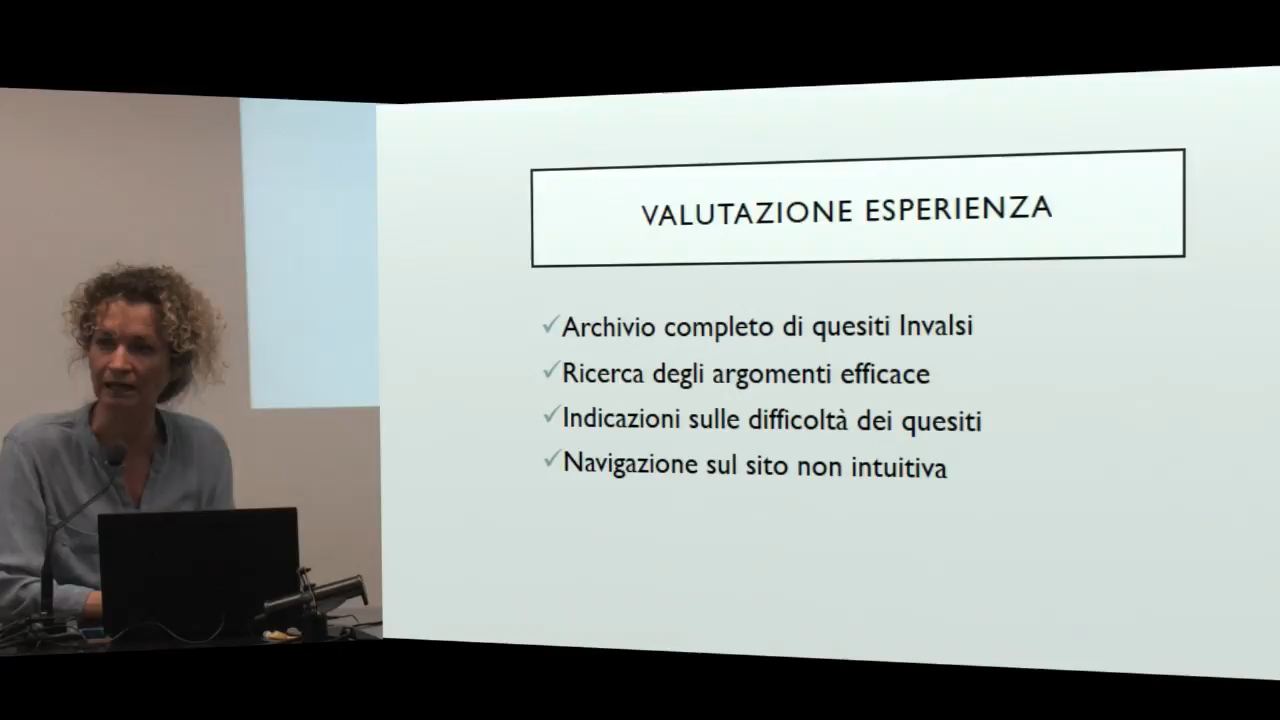 VALUTAZIONE ESPERIENZA
✓Archivio completo di quesiti Invalsi
✓Ricerca degli argomenti efficace
✓Indicazioni sulle difficoltà dei quesiti
✓Navigazione sul sito non intuitiva